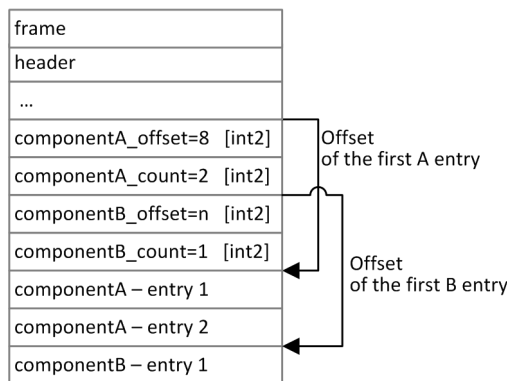 frame
header
...
componentA_offset=8 [int2]
Offset
of the first A entry
componentA_count=2 [int2]
componentB_offset=n [int2]
componentB_count=1 [int2]
Offset
of the first B entry
componentA – entry 1
componentA – entry 2
componentB – entry 1